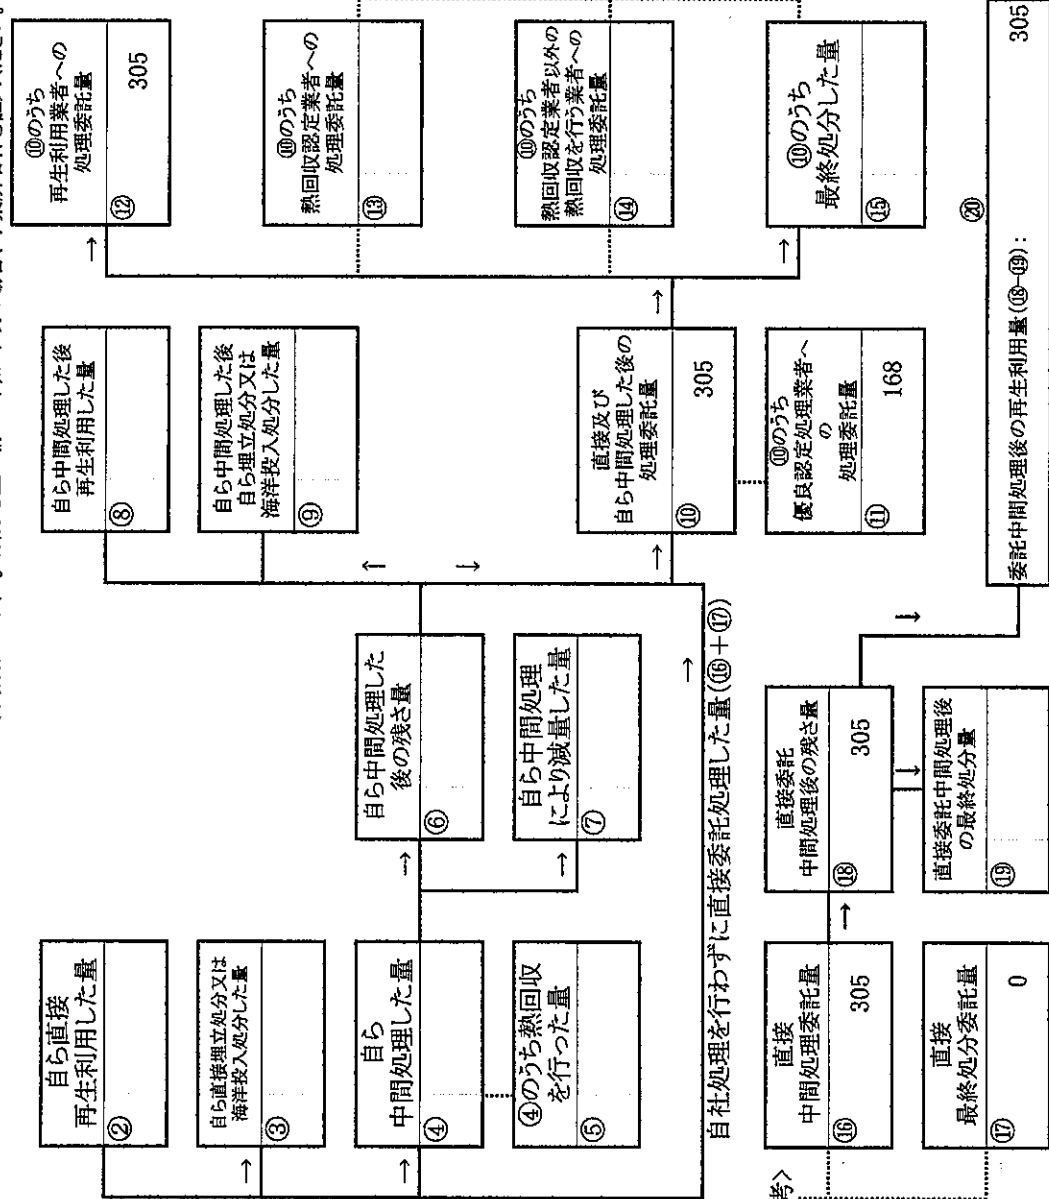 自ら直接
再生利用した量
②
自ら直接埋立処分又は
海洋投入処分した量
③
→
自ら
中間処理した量
④
→
④のうち熱回収
を行った量
⑤
自ら中間処理した
後の残さ量
⑥
→
自ら中間処理
により減量した量
⑦
→
自ら中間処理した後
再生利用した量
⑧
自ら中間処理した後
自ら埋立処分又は
海洋投入処分した量
⑨
↑
↓
直接及び
自ら中間処理した後の
処理委託量
⑩ 305
→
→
⑩のうち
優良認定処理業者へ
の
処理委託量
⑪ 168
⑩のうち
再生利用業者への
処理委託量
⑫ 305
→
⑩のうち
熱回収認定業者への
処理委託量
⑬
⑩のうち
熱回収認定業者以外の
熱回収を行う業者への
処理委託量
⑭
⑩のうち
最終処分した量
⑮
→
→
自社処理を行わずに直接委託処理した量(⑯+⑰)
考>
直接
中間処理委託量
⑯ 305
→
直接
最終処分委託量
⑰ 0
直接委託
中間処理後の残さ量
⑱ 305
↓
直接委託中間処理後
の最終処分量
⑲
↓
⑳
委託中間処理後の再生利用量(⑱-⑲): 305